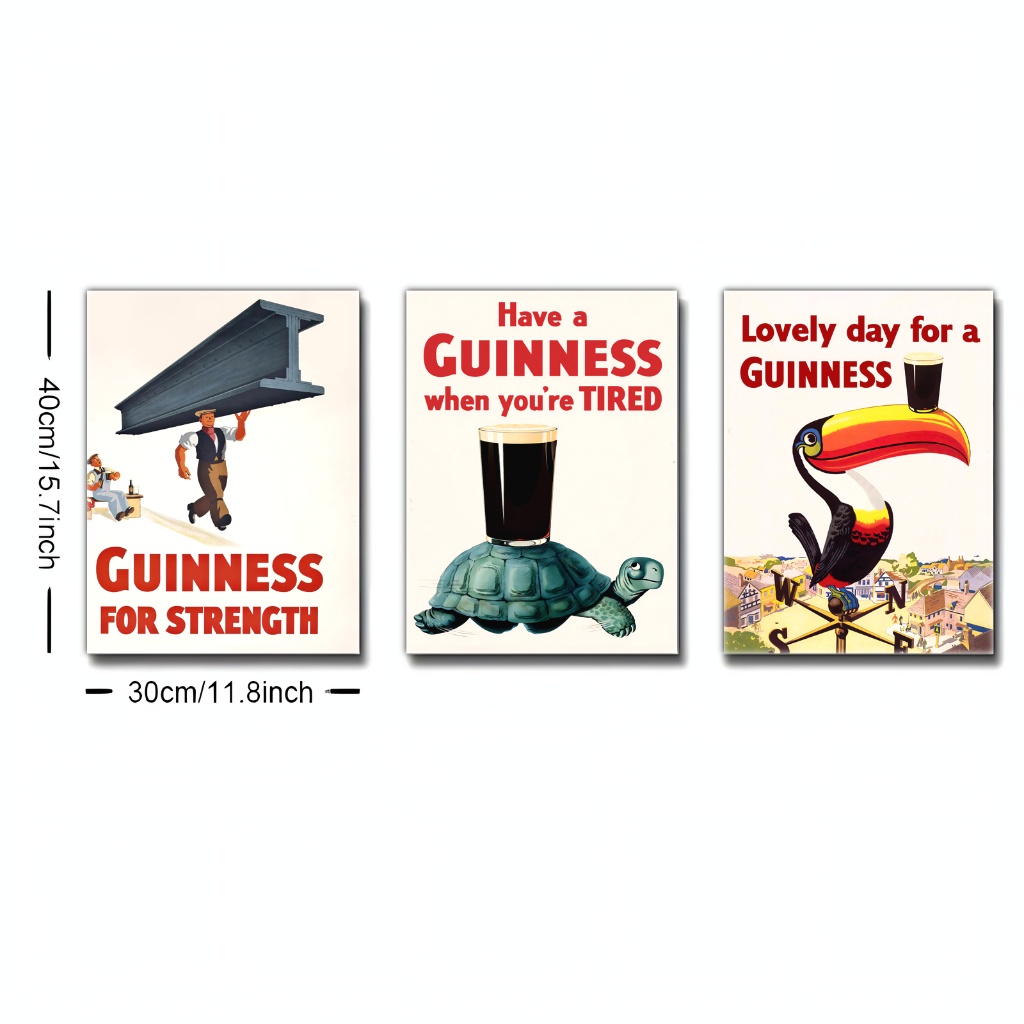 40cm/15.7inch
GUINNESS
FOR STRENGTH
30cm/11.8inch
Have a
GUINNESS
when you're TIRED
Lovely day for a
GUINNESS
W
N
S
E